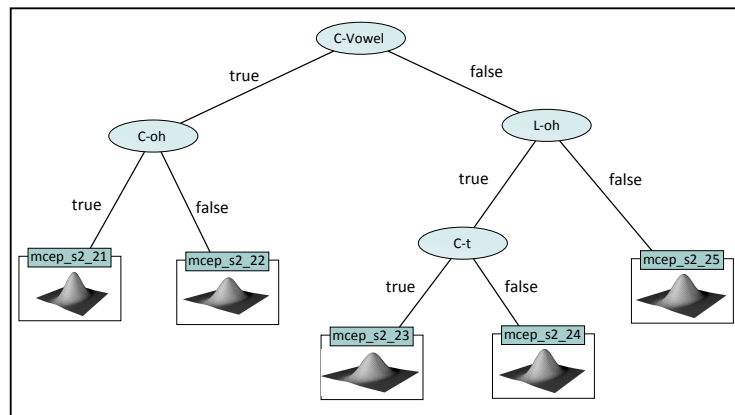 C-Vowel
true
false
C-oh
L-oh
true
false
true
false
mcep_s2_21
mcep_s2_22
C-t
mcep_s2_25
true
false
mcep_s2_23
mcep_s2_24